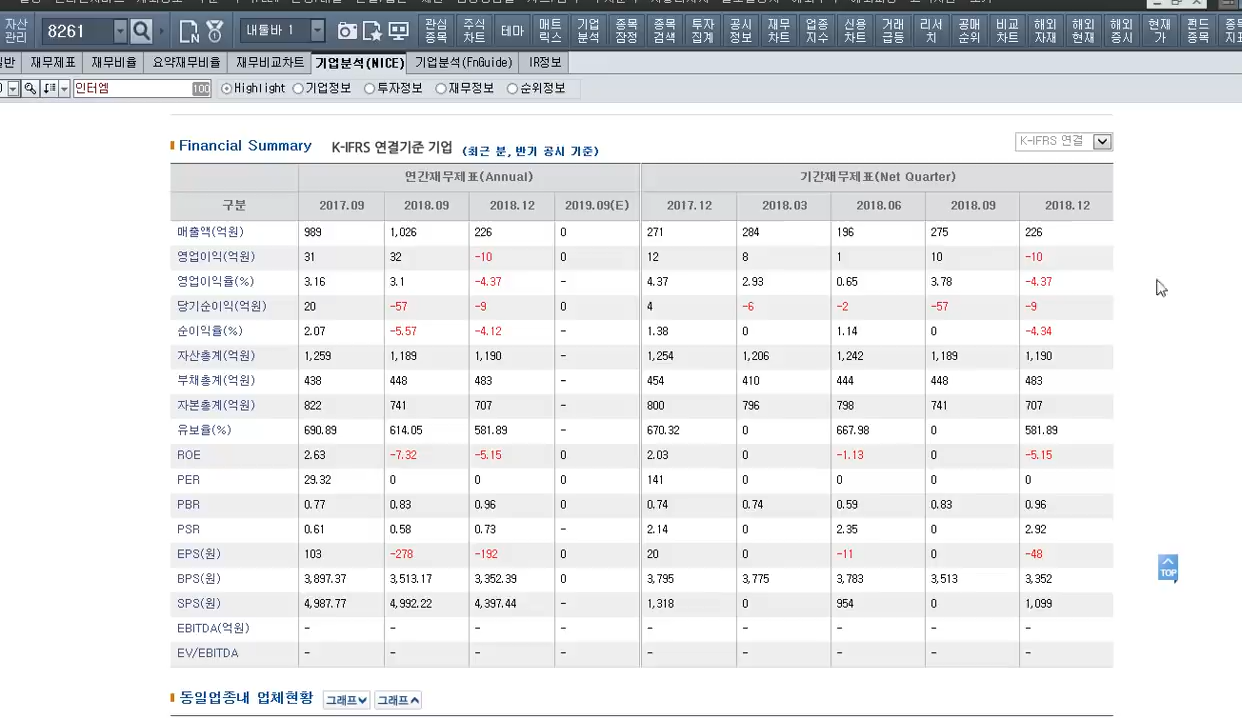 자산 관리 8261 내툴바 1 관심 종목 주식 차트 테마 매트 릭스 기업 분석 종목 잠정 종목 검색 투자 집계 공시 정보 재무 차트 업종 지수 신용 차트 거래 급등 리서 치 공매 순위 비교 차트 해외 자재 해외 현재 해외 증시 현재 가 펀드 종목
일반 재무제표 재무비율 요약재무비율 재무비교차트 기업분석(NICE) 기업분석(FnGuide) IR정보
인터엠 100 Highlight 기업정보 투자정보 재무정보 순위정보
Financial Summary K-IFRS 연결기준 기업 (최근 분,반기 공시 기준) K-IFRS 연결
연간재무제표(Annual) 기간재무제표(Net Quarter)
구분 2017.09 2018.09 2018.12 2019.09(E) 2017.12 2018.03 2018.06 2018.09 2018.12
매출액(억원) 989 1,026 226 0 271 284 196 275 226
영업이익(억원) 31 32 -10 0 12 8 1 10 -10
영업이익율(%) 3.16 3.1 -4.37 0 4.37 2.93 0.65 3.78 -4.37
당기순이익(억원) 20 -57 -9 0 4 -6 -2 -57 -9
순이익율(%) 2.07 -5.57 -4.12 - 1.38 0 1.14 0 -4.34
자산총계(억원) 1,259 1,189 1,190 - 1,254 1,206 1,242 1,189 1,190
부채총계(억원) 438 448 483 - 454 410 444 448 483
자본총계(억원) 822 741 707 - 800 796 798 741 707
유보율(%) 690.89 614.05 581.89 - 670.32 0 667.98 0 581.89
ROE 2.63 -7.32 -5.15 0 2.03 0 -1.13 0 -5.15
PER 29.32 0 0 0 141 0 0 0 0
PBR 0.77 0.83 0.96 0 0.74 0.74 0.59 0.83 0.96
PSR 0.61 0.58 0.73 - 2.14 0 2.35 0 2.92
EPS(원) 103 -278 -192 0 20 0 -11 0 -48
BPS(원) 3,897.37 3,513.17 3,352.39 0 3,795 3,775 3,783 3,513 3,352
SPS(원) 4,987.77 4,992.22 4,397.44 - 1,318 0 954 0 1,099
EBITDA(억원) - - - - - - - - -
EV/EBITDA - - - - - - - - -
TOP
동일업종내 업체현황 그래프 그래프